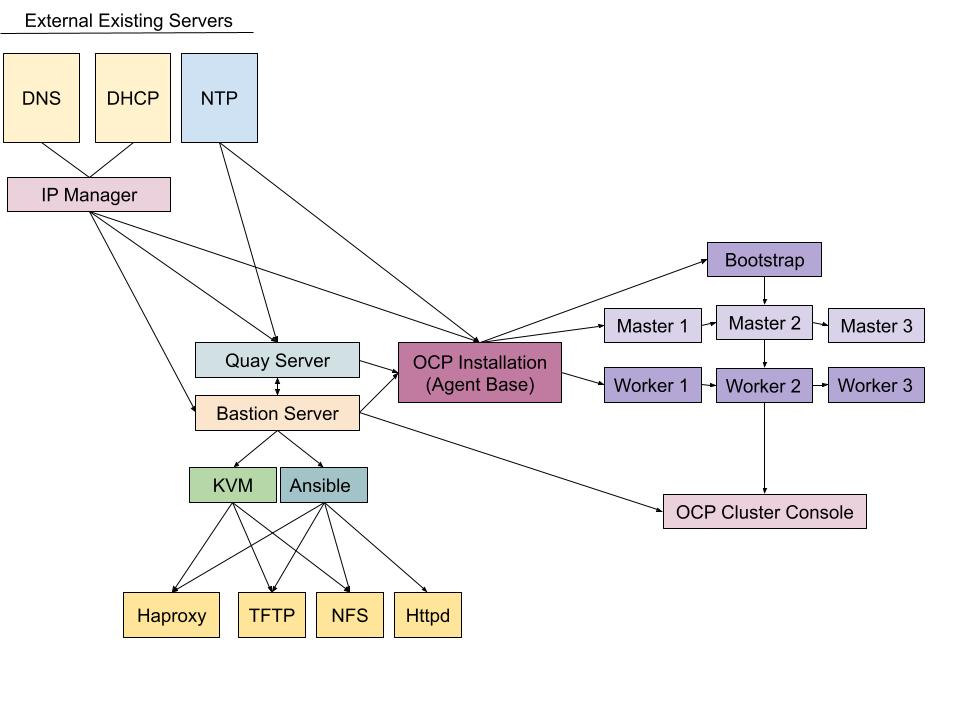 External Existing Servers
DNS
DHCP
NTP
IP Manager
Bootstrap
Master 1
Master 2
Master 3
Quay Server
OCP Installation
(Agent Base)
Worker 1
Worker 2
Worker 3
Bastion Server
KVM
Ansible
OCP Cluster Console
Haproxy
TFTP
NFS
Httpd